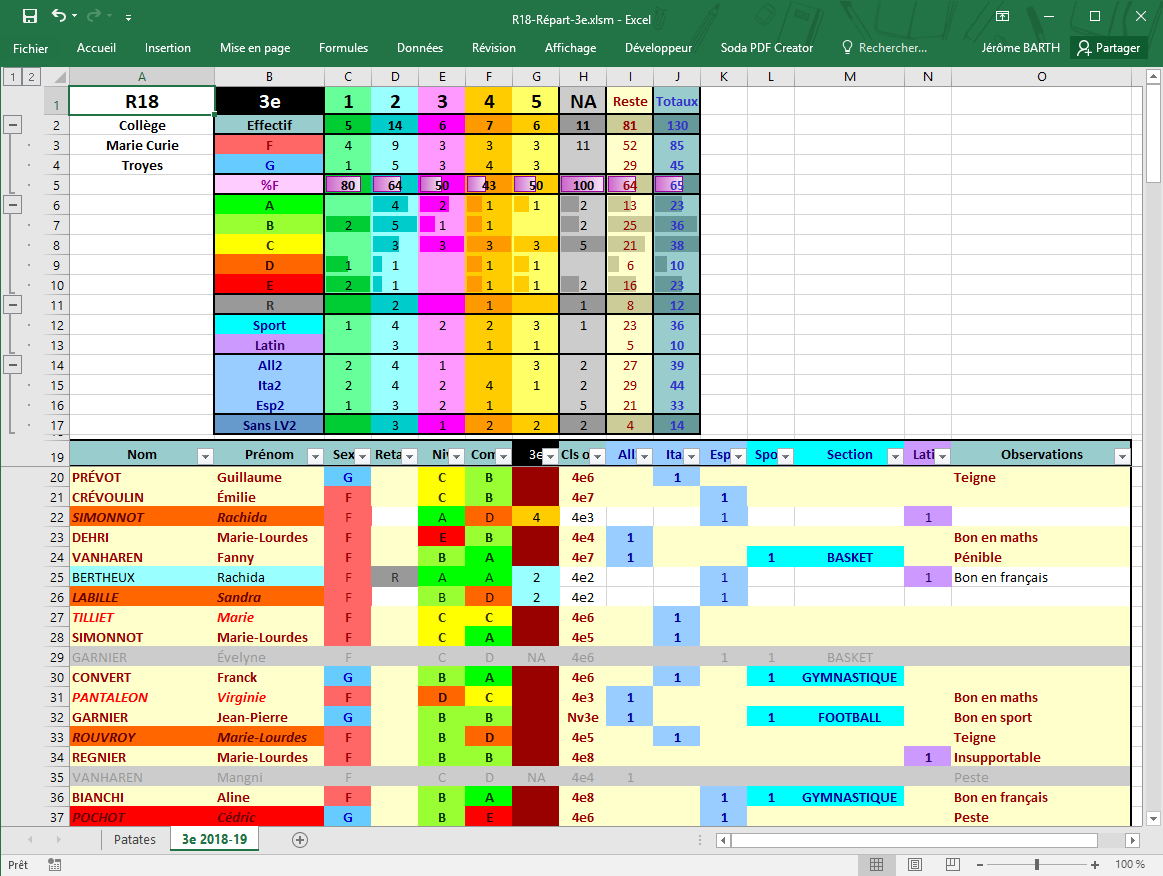 R18-Répart-3e.xlsm - Excel
Fichier Accueil Insertion Mise en page Formules Données Révision Affichage Développeur Soda PDF Creator Rechercher... Jérôme BARTH Partager
1 2 A B C D E F G H I J K L M N O
1 R18 3e 1 2 3 4 5 NA Reste Totaux
2 Collège Effectif 5 14 6 7 6 11 81 130
3 Marie Curie F 4 9 3 3 3 11 52 85
4 Troyes G 1 5 3 4 3 29 45
5 %F 80 64 50 43 50 100 64 65
6 A 4 2 1 1 2 13 23
7 B 2 5 1 1 2 25 36
8 C 3 3 3 3 5 21 38
9 D 1 1 1 1 6 10
10 E 2 1 1 1 2 16 23
11 R 2 1 1 8 12
12 Sport 1 4 2 2 3 1 23 36
13 Latin 3 1 1 5 10
14 All2 2 4 1 3 2 27 39
15 Ita2 2 4 2 4 1 2 29 44
16 Esp2 1 3 2 1 5 21 33
17 Sans LV2 3 1 2 2 2 4 14
19 Nom Prénom Sex Reta Niv Com 3e Cls o All Ita Esp Spo Section Lati Observations
20 PRÉVOT Guillaume G C B 4e6 1 Teigne
21 CRÉVOULIN Émilie F C B 4e7 1
22 SIMONNOT Rachida F A D 4 4e3 1 1
23 DEHRI Marie-Lourdes F E B 4e4 1 Bon en maths
24 VANHAREN Fanny F B A 4e7 1 1 BASKET Pénible
25 BERTHEUX Rachida F R A A 2 4e2 1 1 Bon en français
26 LABILLE Sandra F B D 2 4e2 1
27 TILLIET Marie F C C 4e6 1
28 SIMONNOT Marie-Lourdes F C A 4e5 1
29 GARNIER Évelyne F C D NA 4e6 1 1 BASKET
30 CONVERT Franck G B A 4e6 1 1 GYMNASTIQUE
31 PANTALEON Virginie F D C 4e3 1 Bon en maths
32 GARNIER Jean-Pierre G B B Nv3e 1 1 FOOTBALL Bon en sport
33 ROUVROY Marie-Lourdes F B D 4e5 1 Teigne
34 REGNIER Marie-Lourdes F B B 4e8 1 Insupportable
35 VANHAREN Mangni F C D NA 4e4 1 Peste
36 BIANCHI Aline F B A 4e8 1 1 GYMNASTIQUE Bon en français
37 POCHOT Cédric G B E 4e6 1 Peste
Patates 3e 2018-19
Prêt 100 %